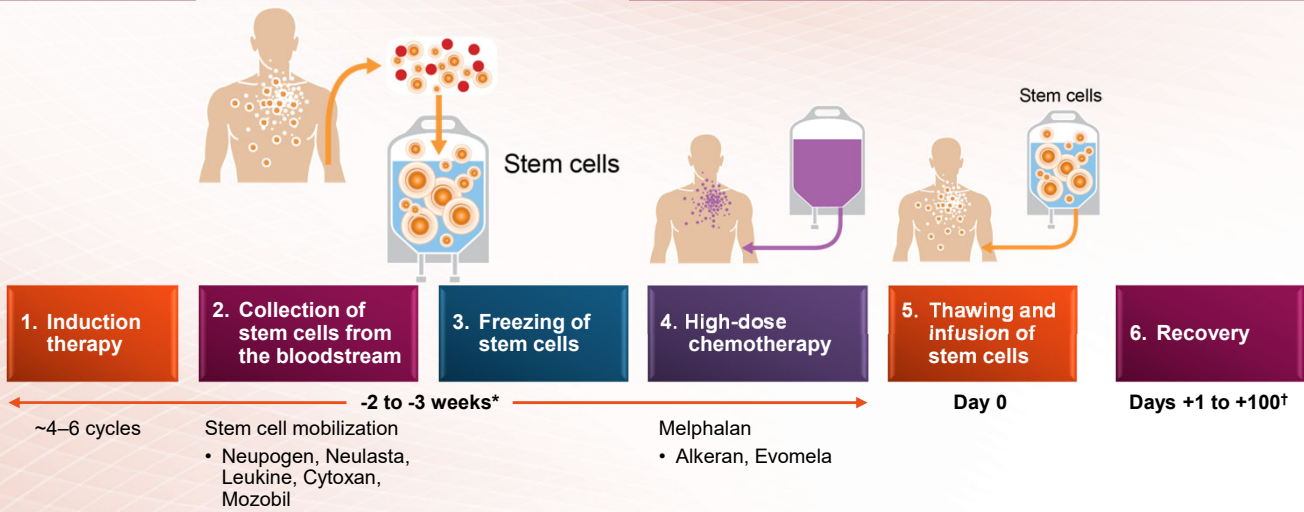 Stem cells
Stem cells
1. Induction
therapy
2. Collection of
stem cells from
the bloodstream
3. Freezing of
stem cells
4. High-dose
chemotherapy
5. Thawing and
infusion of
stem cells
6. Recovery
-2 to -3 weeks*
Day 0
Days +1 to +100†
~4–6 cycles
Stem cell mobilization
• Neupogen, Neulasta,
Leukine, Cytoxan,
Mozobil
Melphalan
• Alkeran, Evomela